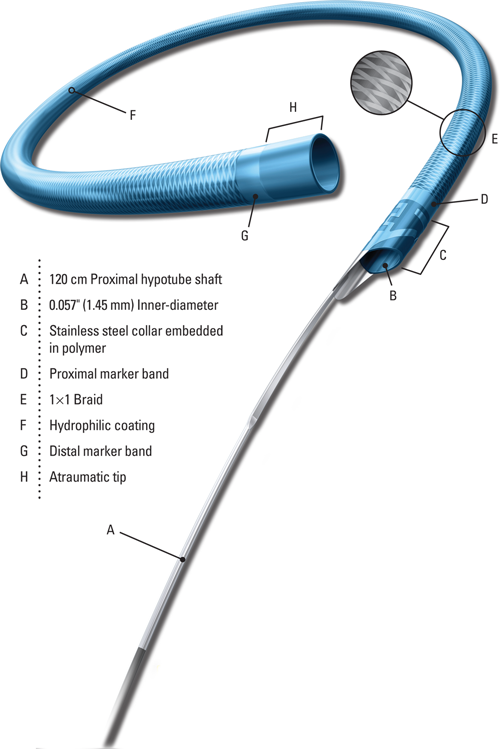 H
F
E
D
G
C
B
A 120 cm Proximal hypotube shaft
B 0.057" (1.45 mm) Inner-diameter
C Stainless steel collar embedded
in polymer
D Proximal marker band
E 1×1 Braid
F Hydrophilic coating
G Distal marker band
H Atraumatic tip
A